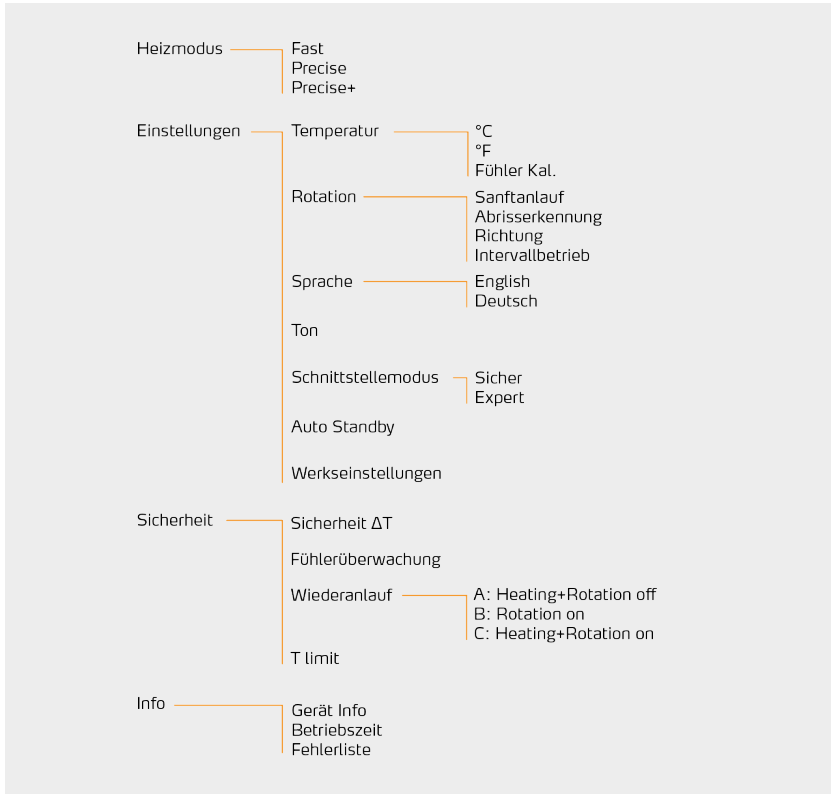 Heizmodus
Fast
Precise
Precise+
Einstellungen
Temperatur
°C
°F
Fühler Kal.
Rotation
Sanftanlauf
Abrisserkennung
Richtung
Intervallbetrieb
Sprache
English
Deutsch
Ton
Schnittstellemodus
Sicher
Expert
Auto Standby
Werkseinstellungen
Sicherheit
Sicherheit ΔT
Fühlerüberwachung
Wiederanlauf
A: Heating+Rotation off
B: Rotation on
C: Heating+Rotation on
T limit
Info
Gerät Info
Betriebszeit
Fehlerliste